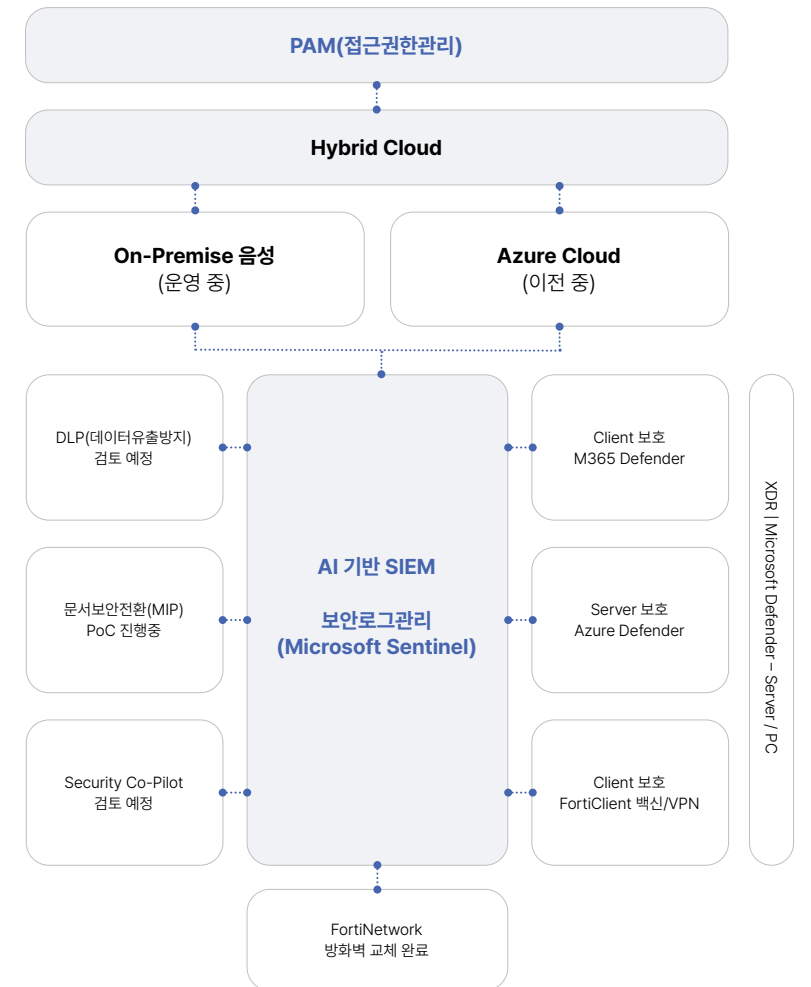 PAM(접근권한관리)
Hybrid Cloud
On-Premise 음성
(운영 중)
Azure Cloud
(이전 중)
DLP(데이터유출방지)
검토 예정
문서보안전환(MIP)
PoC 진행중
Security Co-Pilot
검토 예정
AI 기반 SIEM
보안로그관리
(Microsoft Sentinel)
Client 보호
M365 Defender
Server 보호
Azure Defender
Client 보호
FortiClient 백신/VPN
XDR | Microsoft Defender – Server / PC
FortiNetwork
방화벽 교체 완료